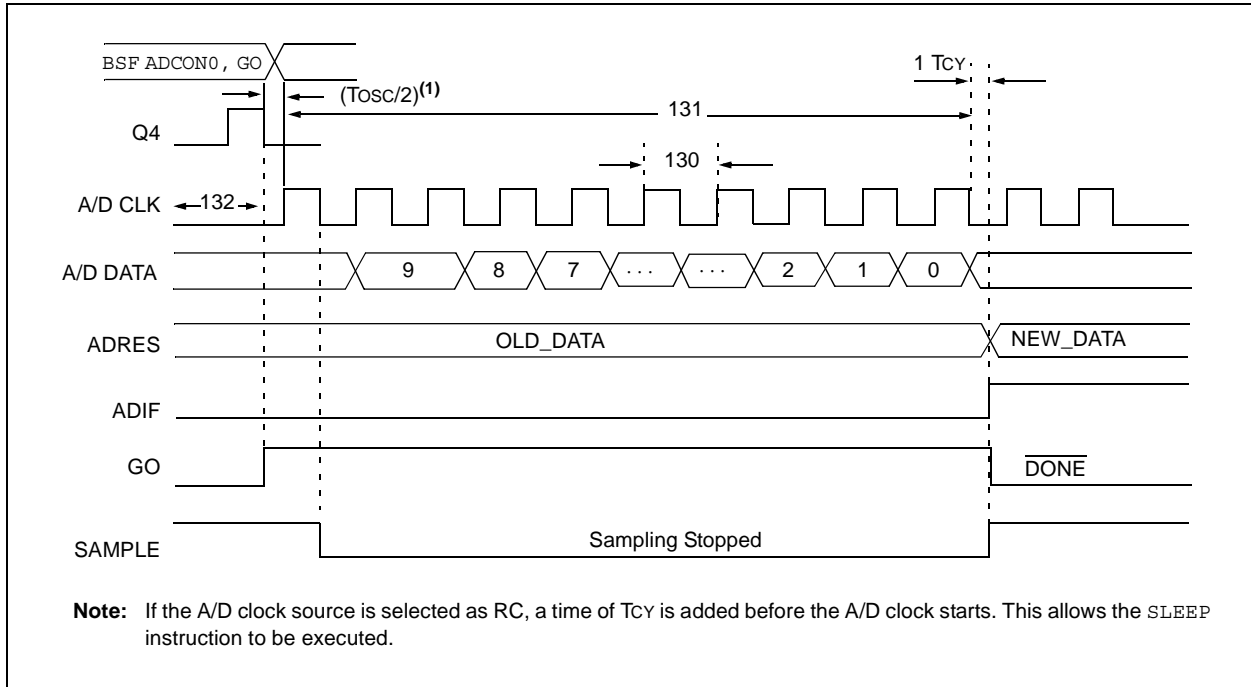 BSF ADCON0, GO
1 TCY
(TOSC/2)(1)
131
Q4
130
A/D CLK
132
A/D DATA
9 8 7 . . . . . . 2 1 0
ADRES
OLD_DATA
NEW_DATA
ADIF
GO
DONE
SAMPLE
Sampling Stopped
Note: If the A/D clock source is selected as RC, a time of TCY is added before the A/D clock starts. This allows the SLEEP
instruction to be executed.